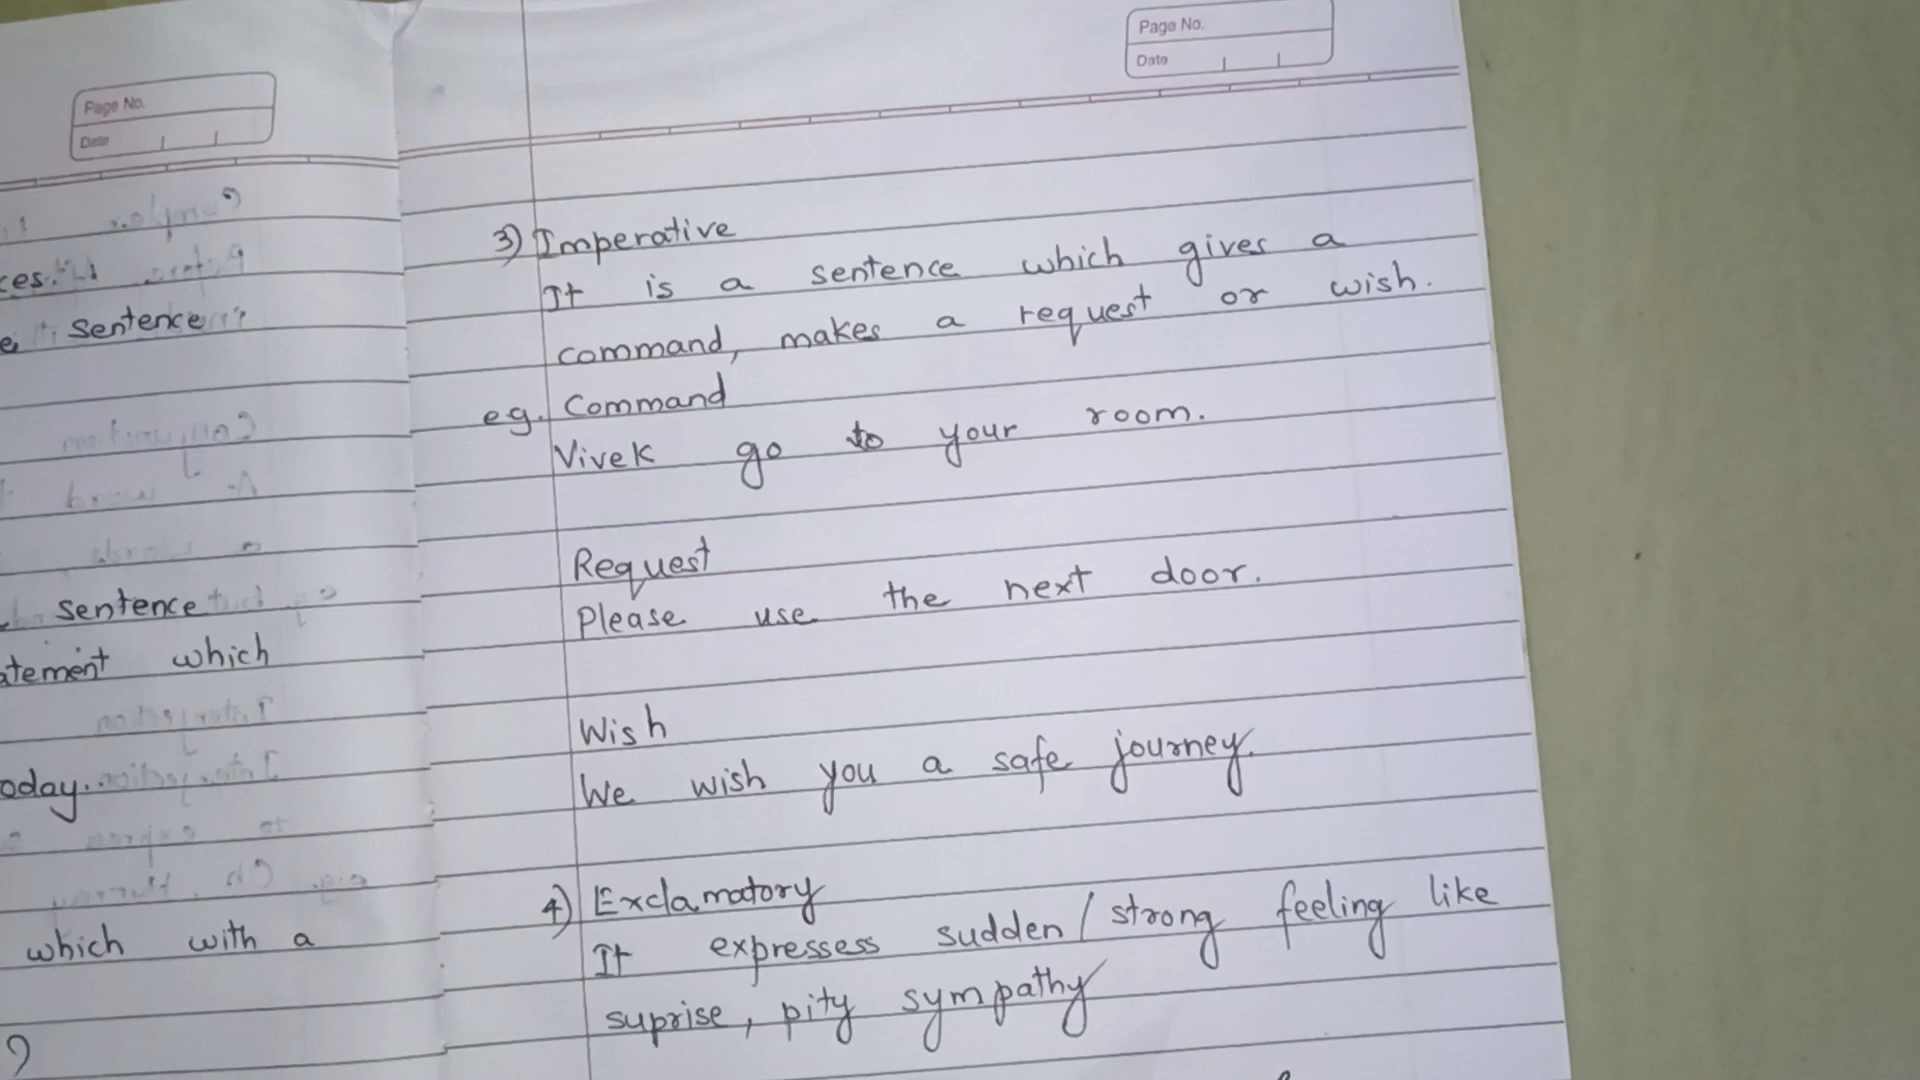 Page No.
Date
ces.
sentence
sentence
atement which
oday.
which with a
?
Page No.
Date
3) Imperative
It is a sentence which gives a
command, makes a request or wish.
eg. Command
Vivek go to your room.
Request
Please use the next door.
Wish
We wish you a safe journey.
4) Exclamatory
It expressess sudden / strong feeling like
suprise, pity sympathy